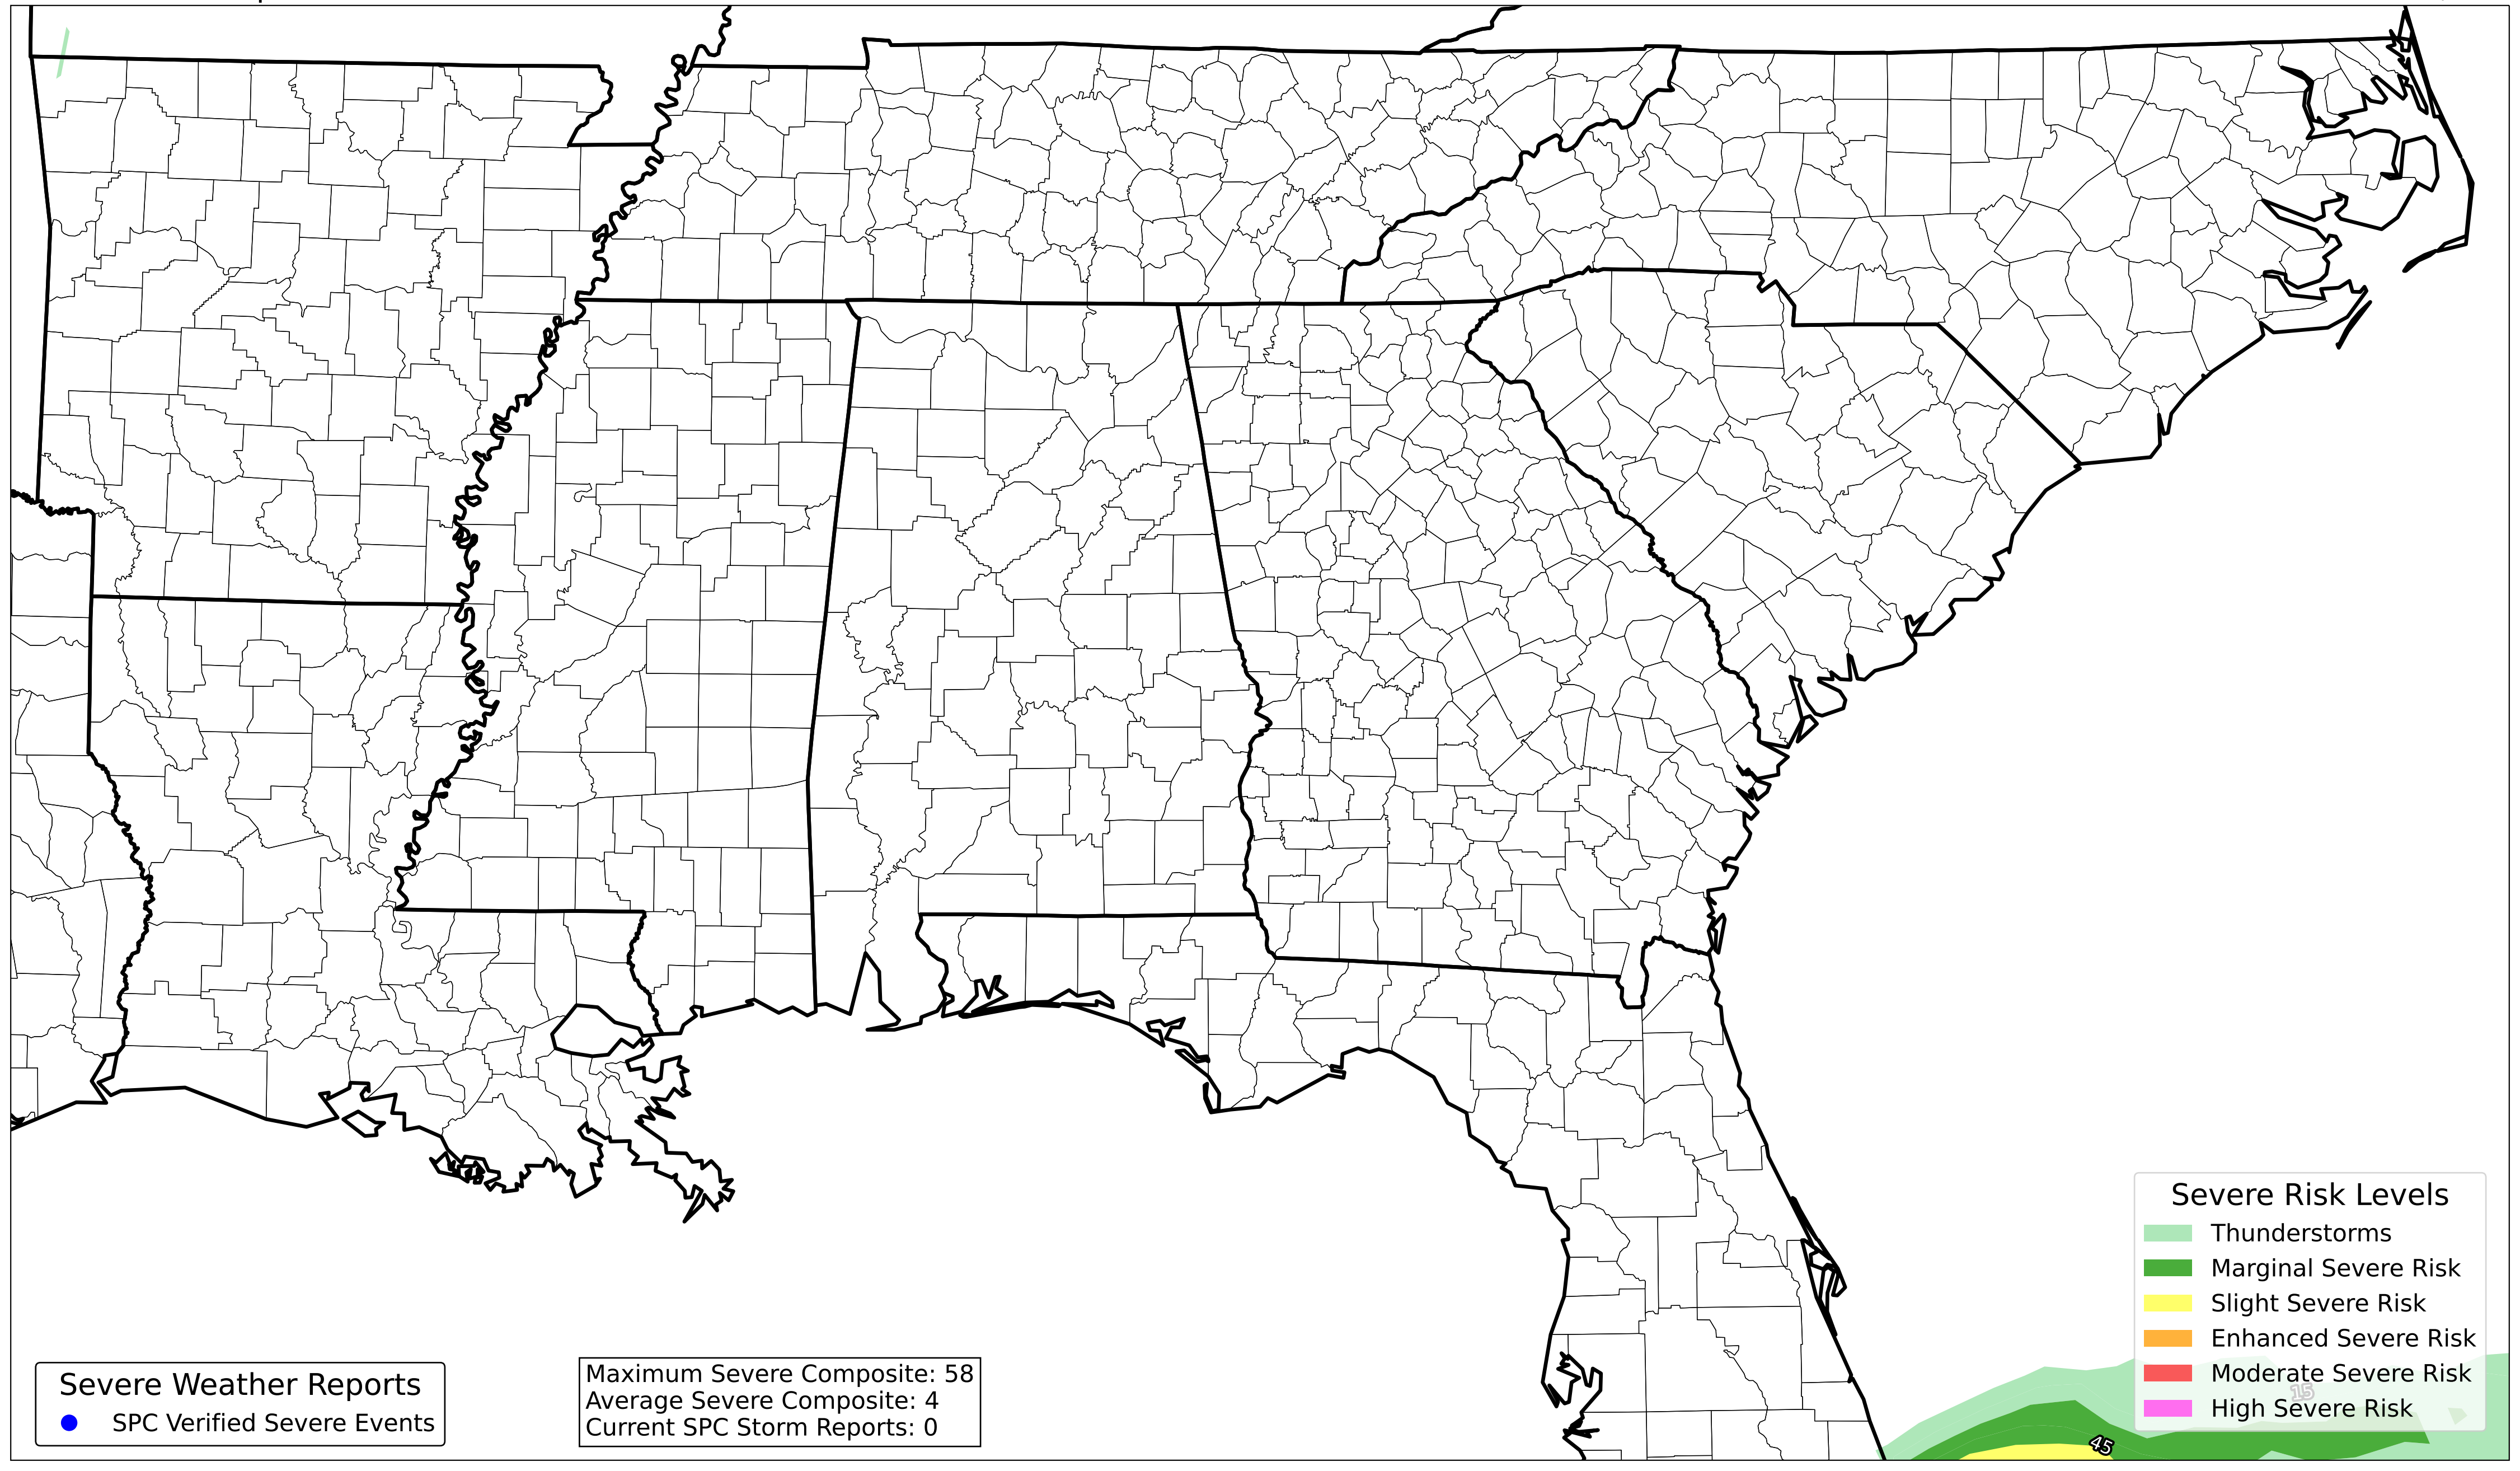 Severe Risk Levels
Thunderstorms
Marginal Severe Risk
Slight Severe Risk
Enhanced Severe Risk
Moderate Severe Risk
15
High Severe Risk
Severe Weather Reports
SPC Verified Severe Events
Maximum Severe Composite: 58
Average Severe Composite: 4
Current SPC Storm Reports: 0
45